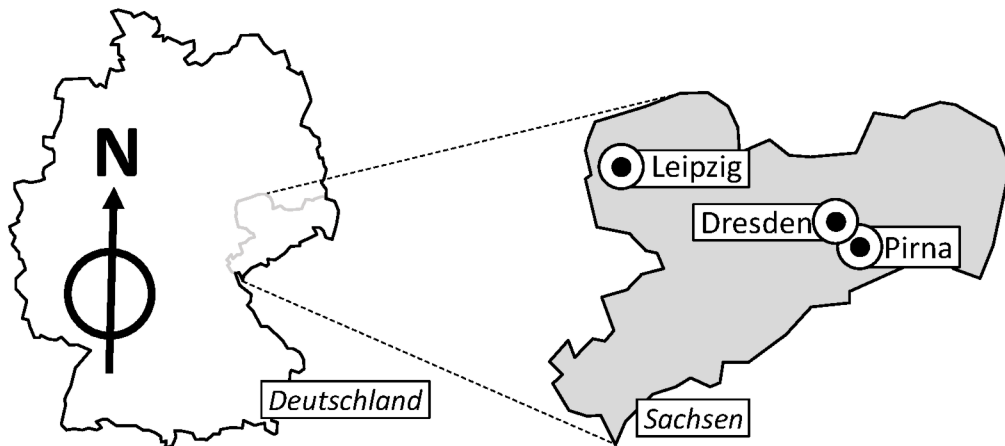 N
Deutschland
Leipzig
Dresden
Pirna
Sachsen